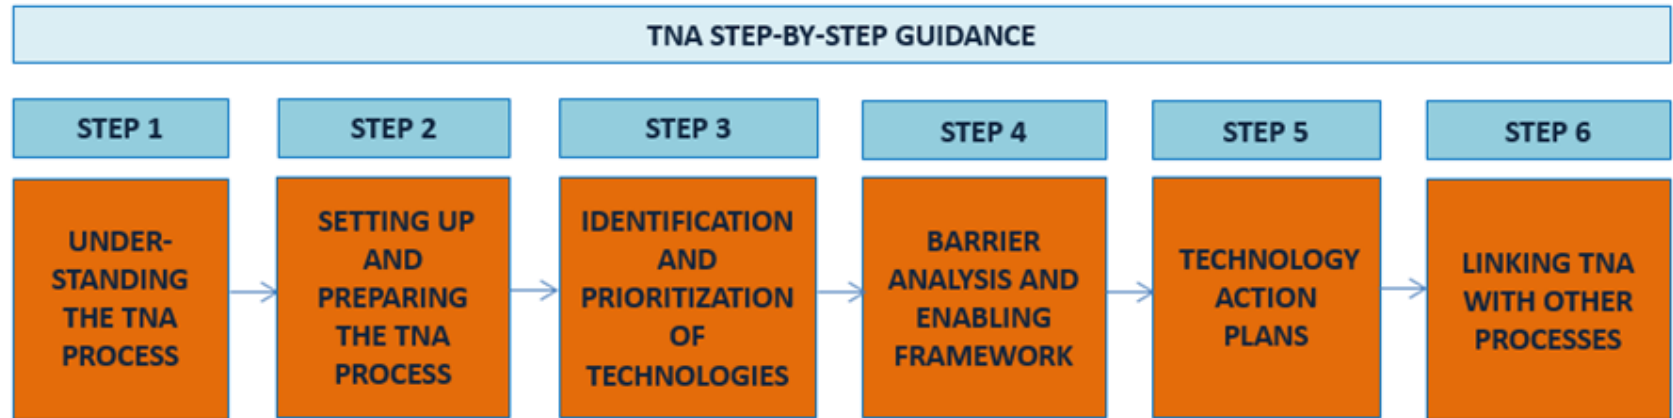 TNA STEP-BY-STEP GUIDANCE
STEP 1
STEP 2
STEP 3
STEP 4
STEP 5
STEP 6
UNDER-
STANDING
THE TNA
PROCESS
SETTING UP
AND
PREPARING
THE TNA
PROCESS
IDENTIFICATION
AND
PRIORITIZATION
OF
TECHNOLOGIES
BARRIER
ANALYSIS AND
ENABLING
FRAMEWORK
TECHNOLOGY
ACTION
PLANS
LINKING TNA
WITH OTHER
PROCESSES